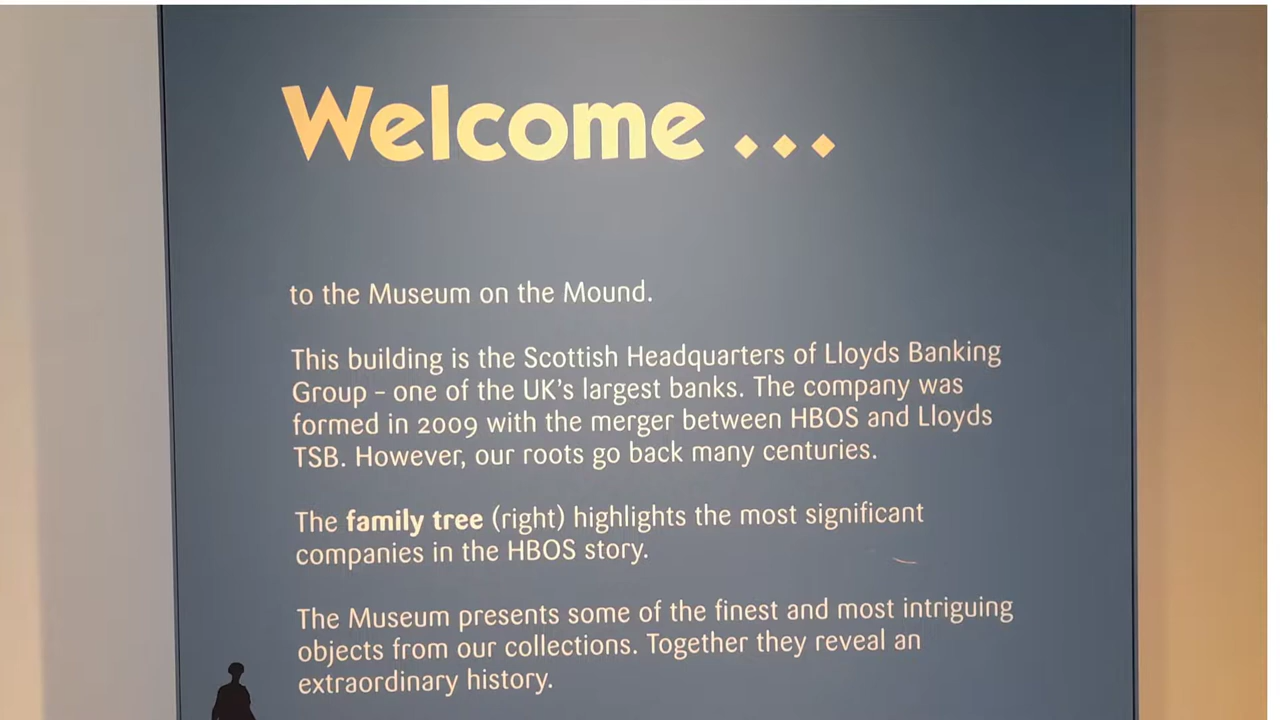 Welcome...
to the Museum on the Mound.
This building is the Scottish Headquarters of Lloyds Banking
Group – one of the UK's largest banks. The company was
formed in 2009 with the merger between HBOS and Lloyds
TSB. However, our roots go back many centuries.
The family tree (right) highlights the most significant
companies in the HBOS story.
The Museum presents some of the finest and most intriguing
objects from our collections. Together they reveal an
extraordinary history.